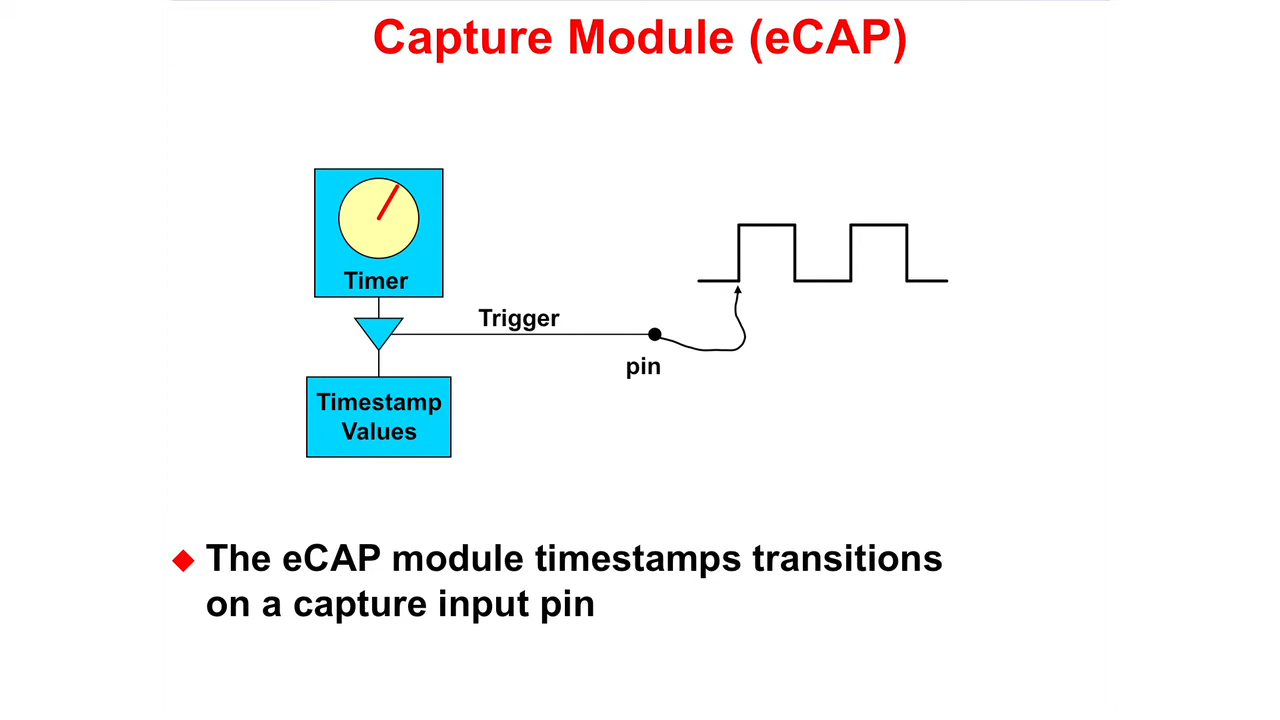 Capture Module (eCAP)
Timer
Trigger
pin
Timestamp
Values
The eCAP module timestamps transitions
on a capture input pin